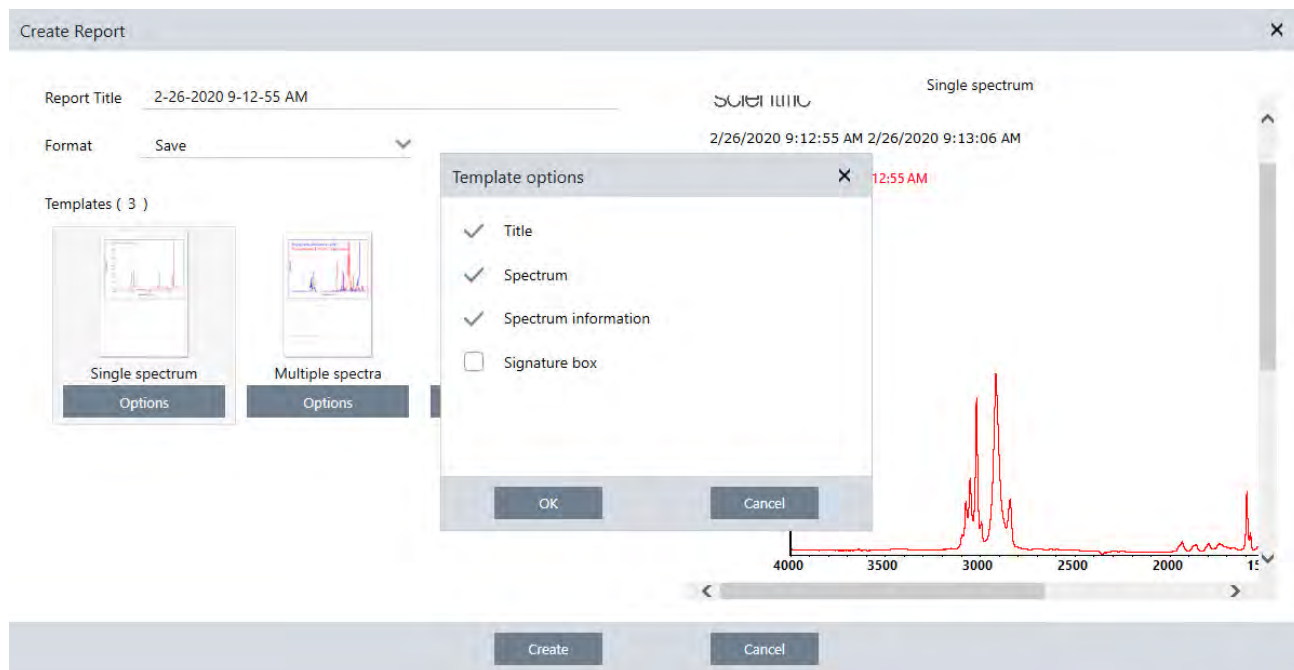 Create Report
Report Title 2-26-2020 9-12-55 AM
Format Save
Templates ( 3 )
Single spectrum
Options
Multiple spectra
Options
Single spectrum
2/26/2020 9:12:55 AM 2/26/2020 9:13:06 AM
12:55 AM
Template options
Title
Spectrum
Spectrum information
Signature box
OK
Cancel
4000 3500 3000 2500 2000
Create
Cancel